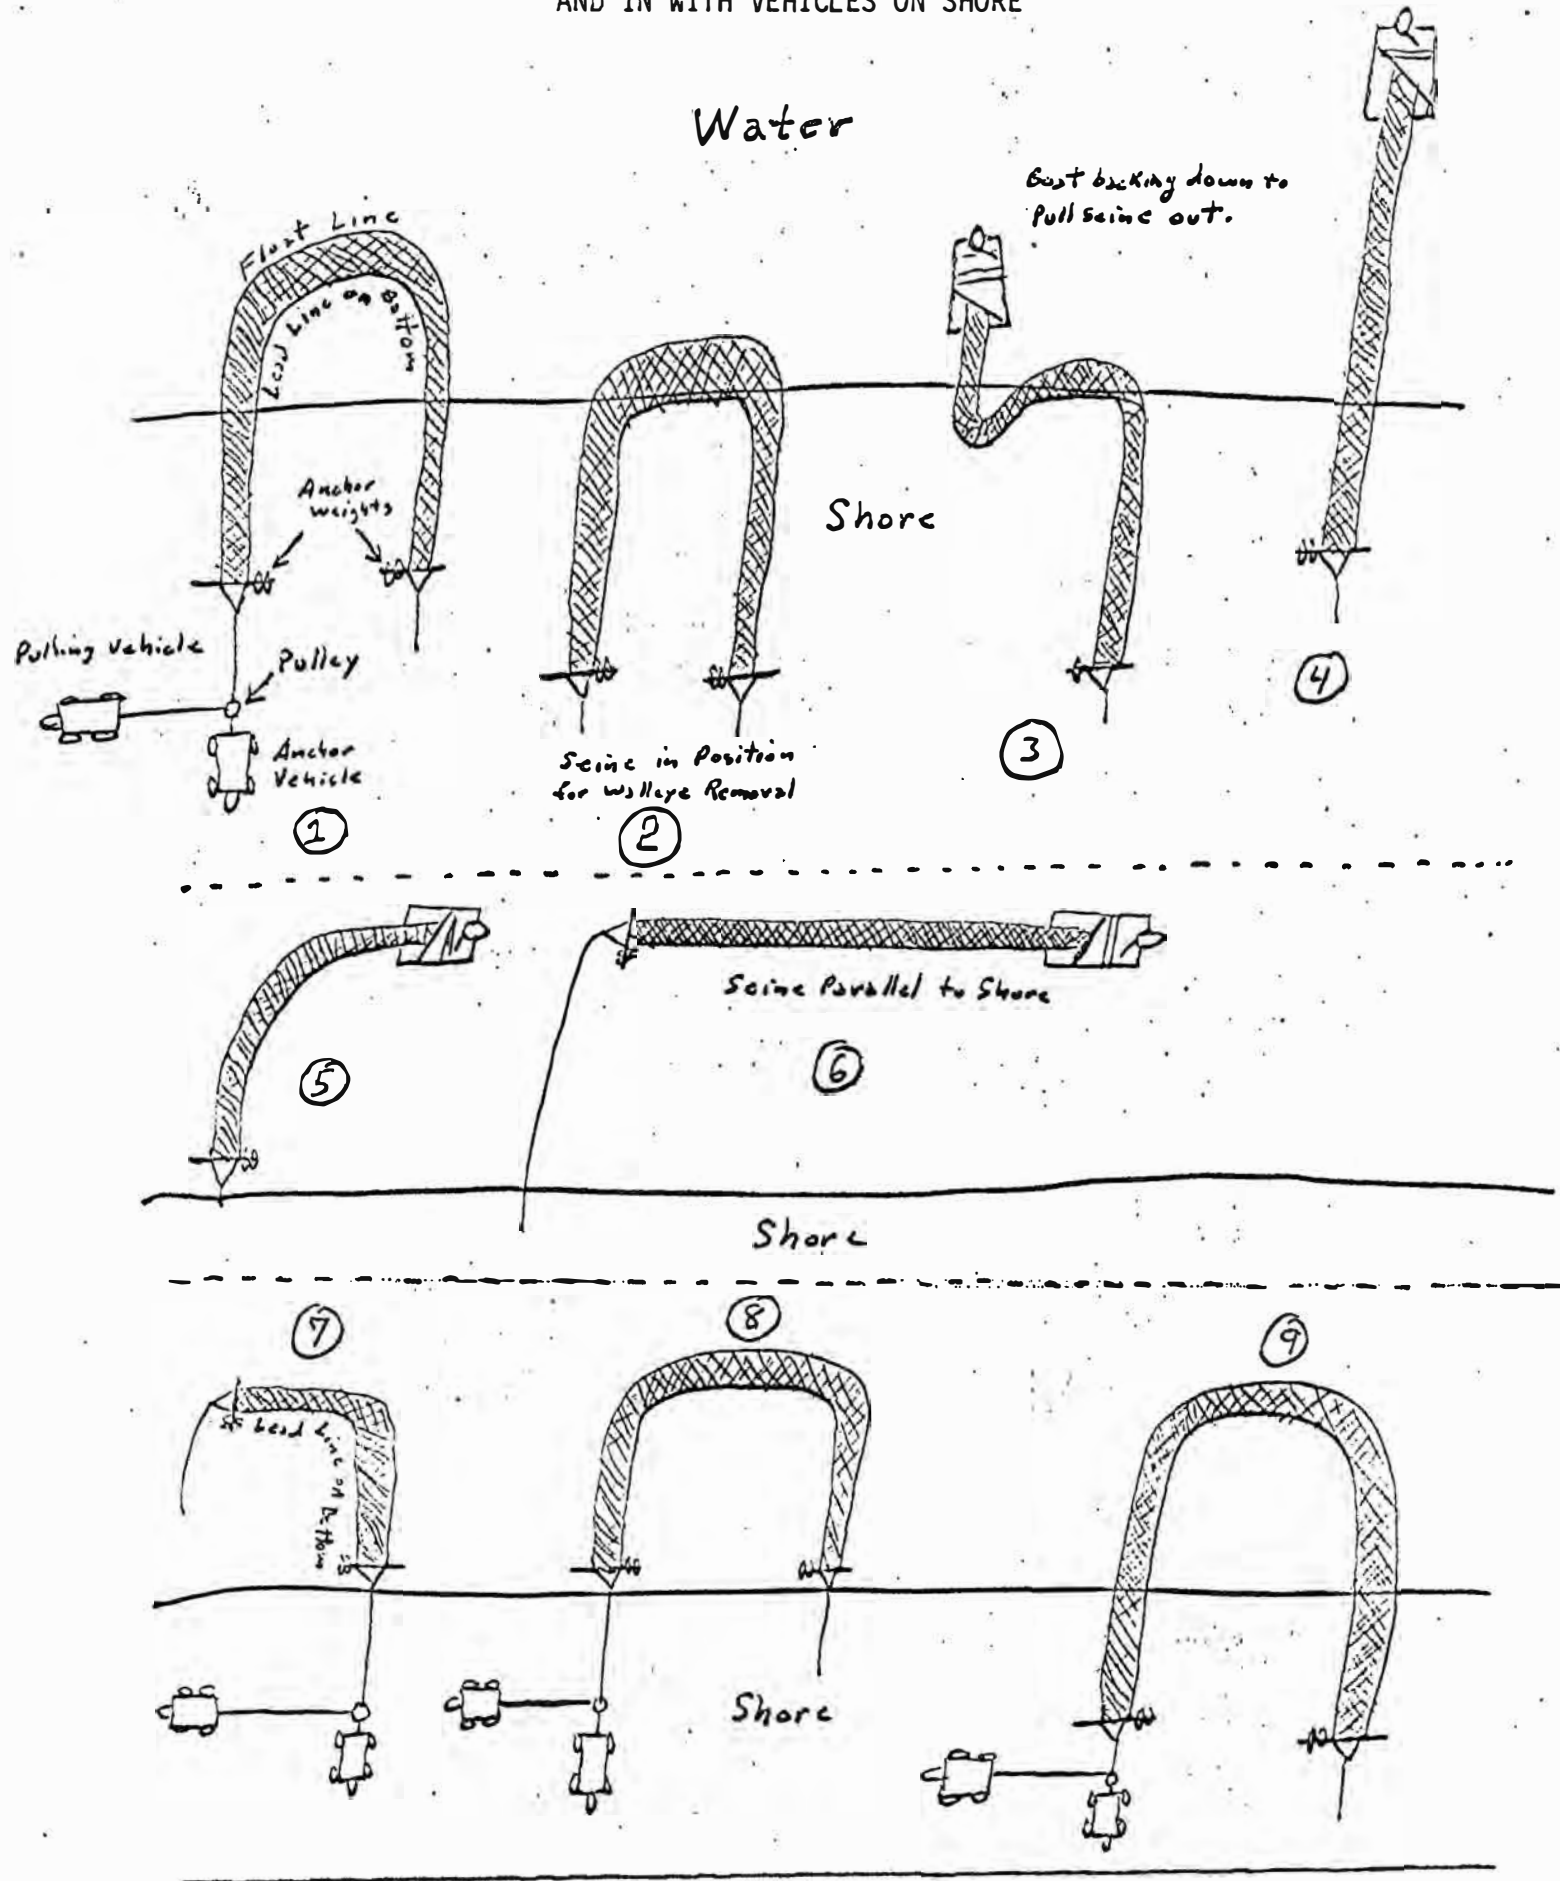 AND IN WITH VEHICLES ON SHORE
Water
Boat backing down to
Pull seine out.
Float Line
Lead Line on Bottom
Anchor
weights
Shore
Pulling Vehicle
Pulley
Anchor
Vehicle
Seine in Position
for Walleye Removal
1
2
3
4
5
6
Seine Parallel to Shore
Shore
7
8
9
Lead Line on Bottom
Shore